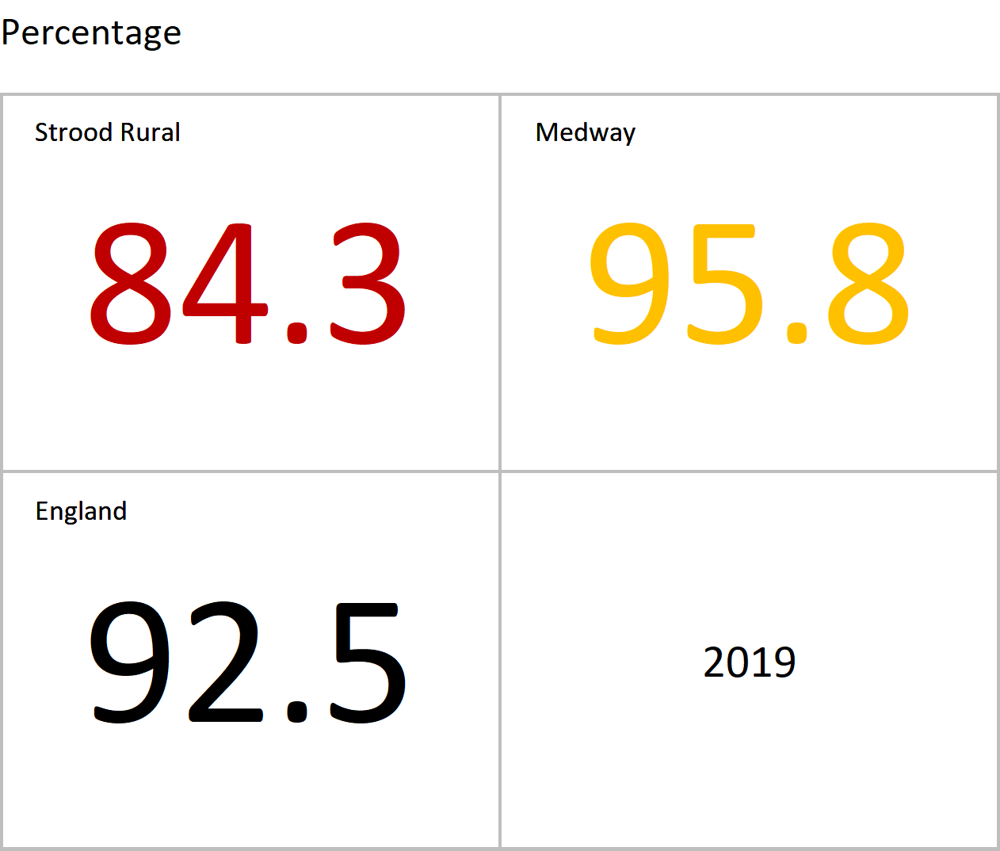 Percentage
Strood Rural
Medway
84.3
95.8
England
92.5
2019